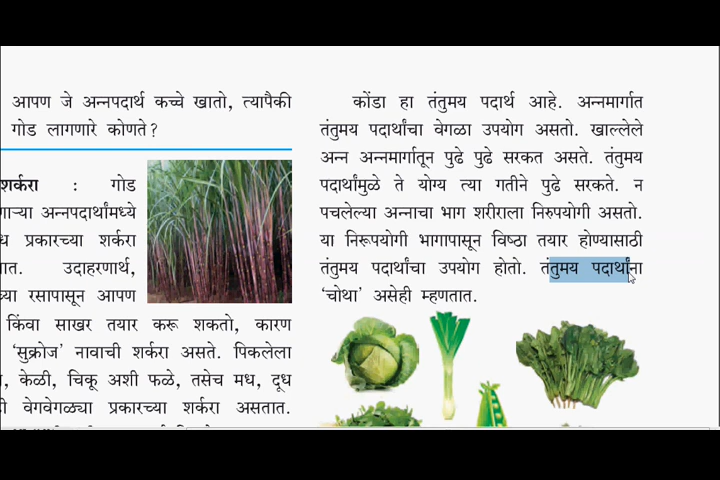 आपण जे अन्नपदार्थ कच्चे खातो, त्यापैकी
गोड लागणारे कोणते?
शर्करा : गोड
अन्नपदार्थांमध्ये
प्रकारच्या शर्करा
उदाहरणार्थ,
रसापासून आपण
किंवा साखर तयार करू शकतो, कारण
'सुक्रोज' नावाची शर्करा असते. पिकलेला
, केळी, चिकू अशी फळे, तसेच मध, दूध
वेगवेगळ्या प्रकारच्या शर्करा असतात.
कोंडा हा तंतुमय पदार्थ आहे. अन्नमार्गात
तंतुमय पदार्थांचा वेगळा उपयोग असतो. खाल्लेले
अन्न अन्नमार्गातून पुढे पुढे सरकत असते. तंतुमय
पदार्थांमुळे ते योग्य त्या गतीने पुढे सरकते. न
पचलेल्या अन्नाचा भाग शरीराला निरुपयोगी असतो.
या निरूपयोगी भागापासून विष्ठा तयार होण्यासाठी
तंतुमय पदार्थांचा उपयोग होतो. तंतुमय पदार्थांना
'चोथा' असेही म्हणतात.